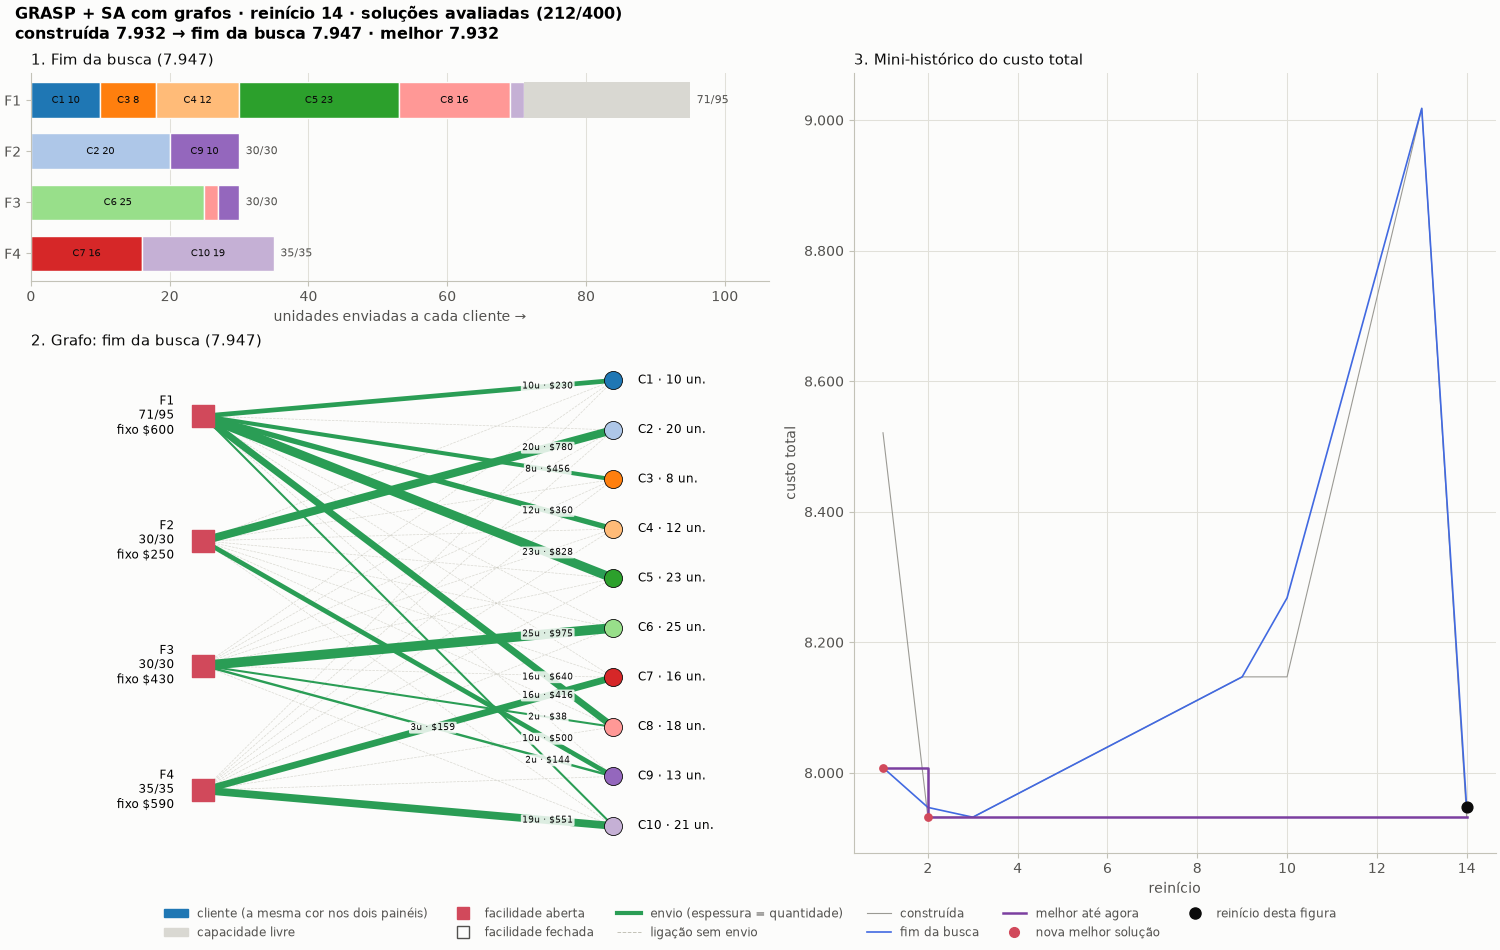 GRASP + SA com grafos · reinício 14 · soluções avaliadas (212/400)
construída 7.932 → fim da busca 7.947 · melhor 7.932
1. Fim da busca (7.947)
F1
C1 10
C3 8
C4 12
C5 23
C8 16
71/95
F2
C2 20
C9 10
30/30
F3
C6 25
30/30
F4
C7 16
C10 19
35/35
0
20
40
60
80
100
unidades enviadas a cada cliente →
2. Grafo: fim da busca (7.947)
F1
71/95
fixo $600
F2
30/30
fixo $250
F3
30/30
fixo $430
F4
35/35
fixo $590
10u · $230
20u · $780
8u · $456
12u · $360
23u · $828
25u · $975
16u · $640
16u · $416
2u · $38
3u · $159
10u · $500
2u · $144
19u · $551
C1 · 10 un.
C2 · 20 un.
C3 · 8 un.
C4 · 12 un.
C5 · 23 un.
C6 · 25 un.
C7 · 16 un.
C8 · 18 un.
C9 · 13 un.
C10 · 21 un.
3. Mini-histórico do custo total
9.000
8.800
8.600
8.400
8.200
8.000
custo total
2
4
6
8
10
12
14
reinício
cliente (a mesma cor nos dois painéis)
capacidade livre
facilidade aberta
facilidade fechada
envio (espessura = quantidade)
ligação sem envio
construída
fim da busca
melhor até agora
nova melhor solução
reinício desta figura